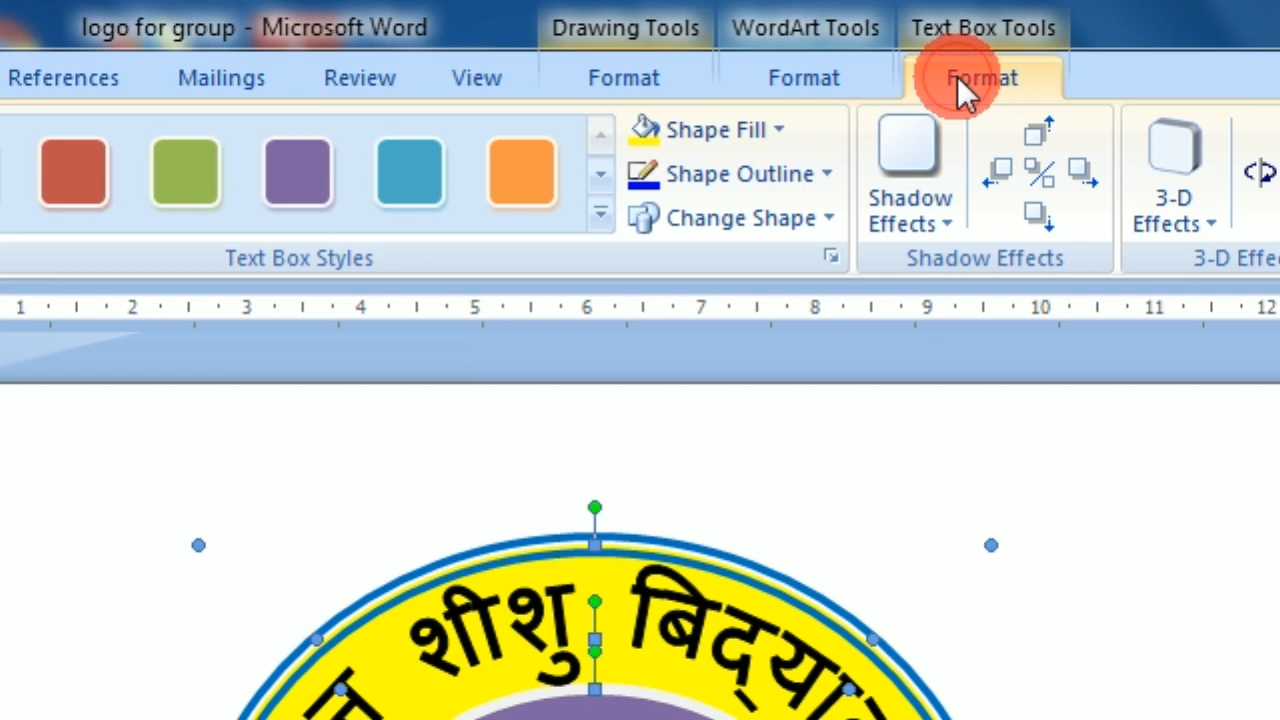 logo for group - Microsoft Word
Drawing Tools
WordArt Tools
Text Box Tools
References
Mailings
Review
View
Format
Format
Format
Shape Fill
Shape Outline
Change Shape
Shadow
Effects
3-D
Effects
Text Box Styles
Shadow Effects
1 2 3 4 5 6 7 8 9 10 11 12
शीशु